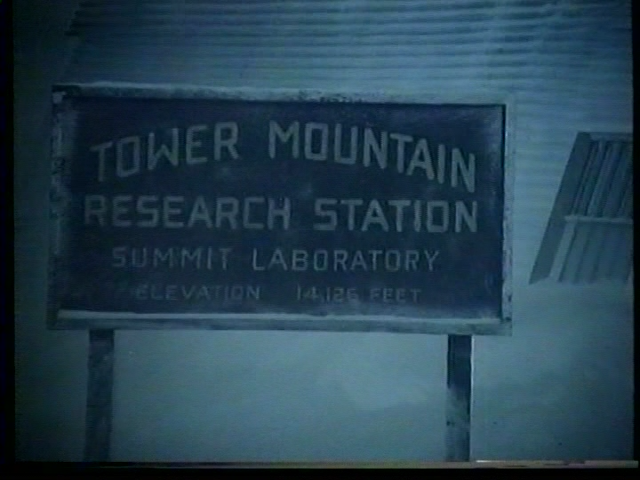 TOWER MOUNTAIN
RESEARCH STATION
SUMMIT LABORATORY
ELEVATION 14,126 FEET